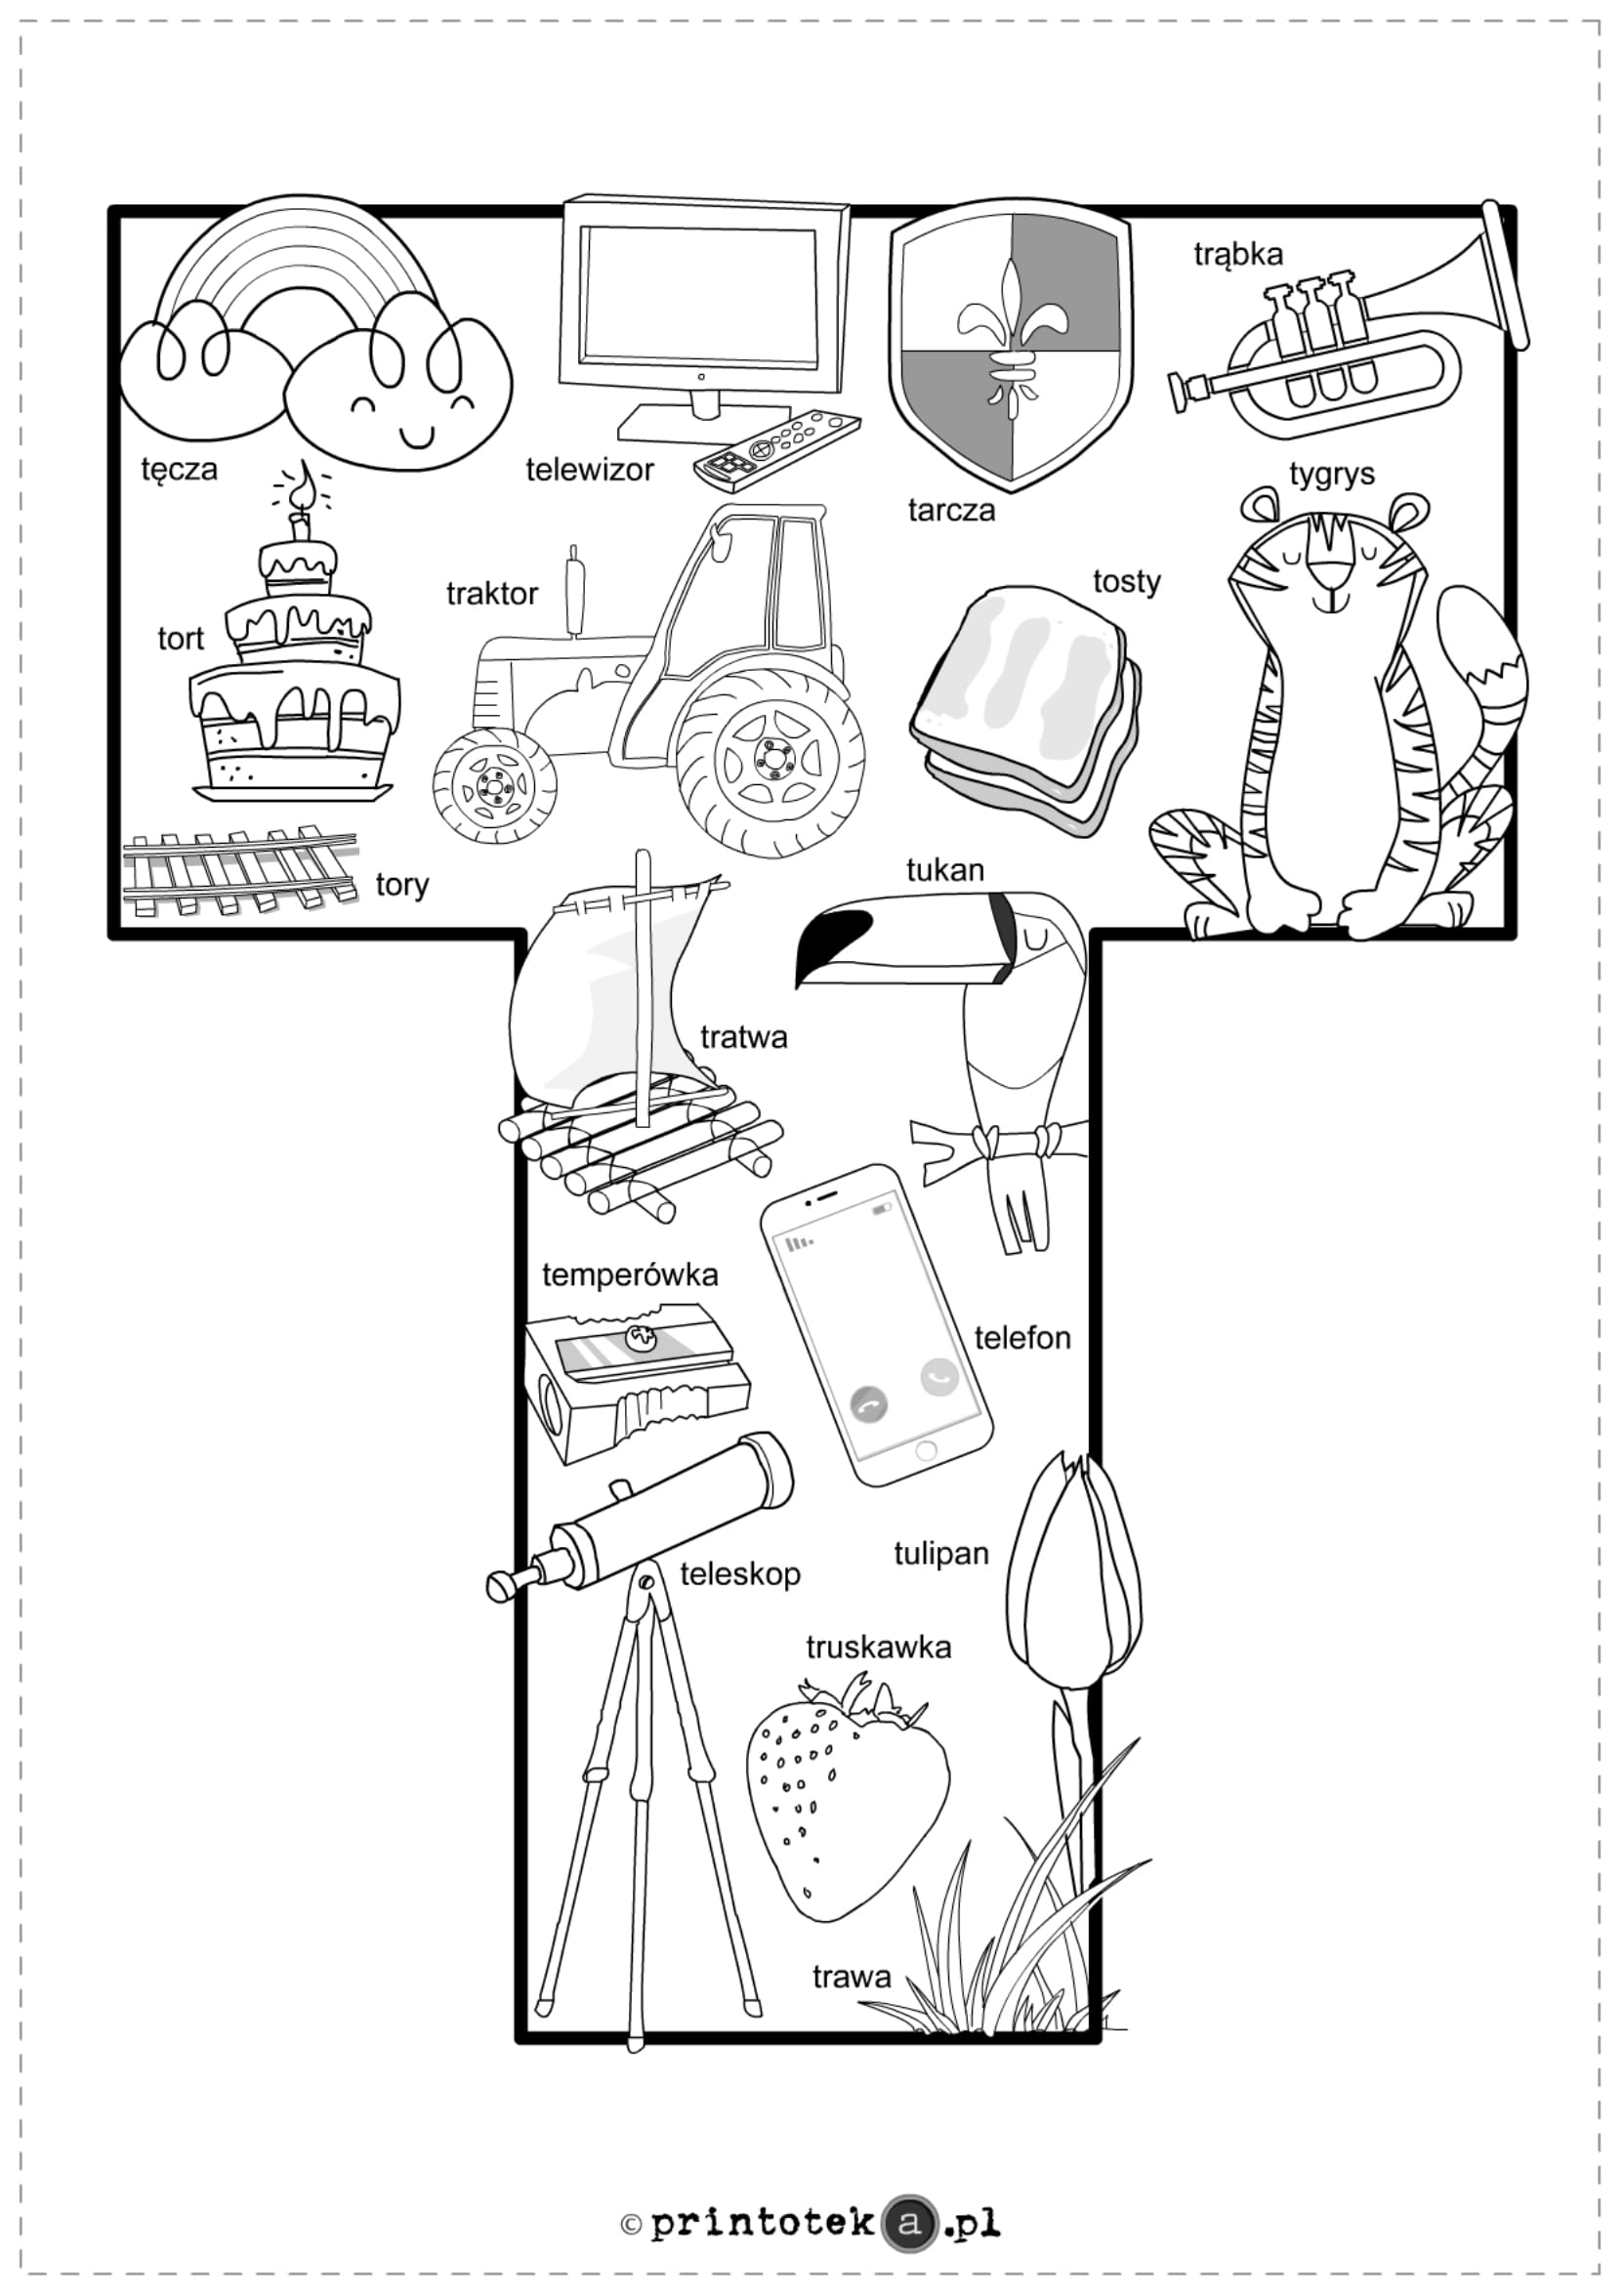 trąbka
tęcza
telewizor
tygrys
tarcza
tosty
traktor
tort
tukan
tory
tratwa
temperówka
telefon
tulipan
teleskop
truskawka
trawa
© printoteka.pl